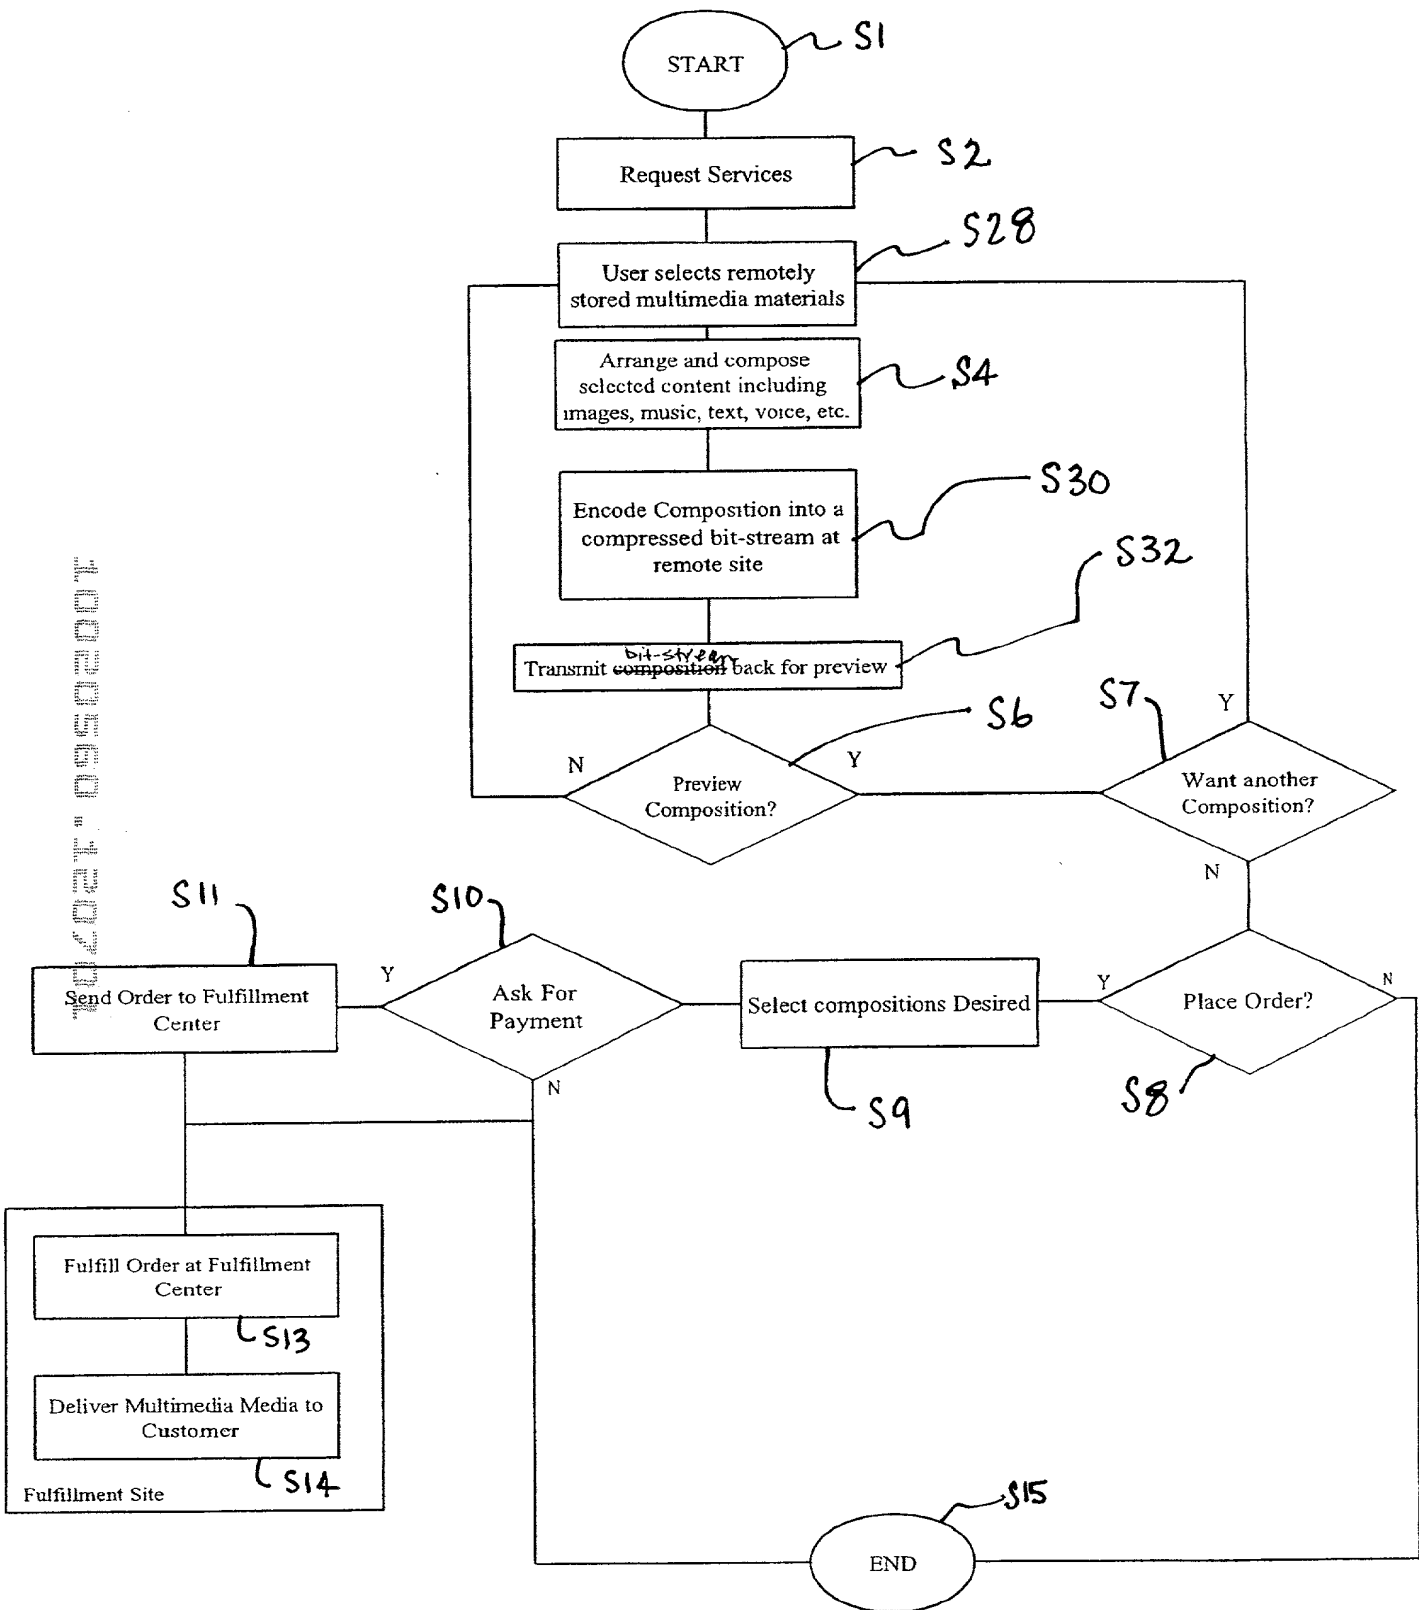 START
S1
Request Services
S2
User selects remotely
stored multimedia materials
S28
Arrange and compose
selected content including
images, music, text, voice, etc.
S4
Encode Composition into a
compressed bit-stream at
remote site
S30
S32
bit-stream
Transmit composition back for preview
S6
S7
Y
N
Y
Preview
Composition?
Want another
Composition?
N
S11
S10
Y
Send Order to Fulfillment
Center
Ask For
Payment
N
Select compositions Desired
S9
Y
Place Order?
N
S8
Fulfill Order at Fulfillment
Center
S13
Deliver Multimedia Media to
Customer
S14
Fulfillment Site
S15
END